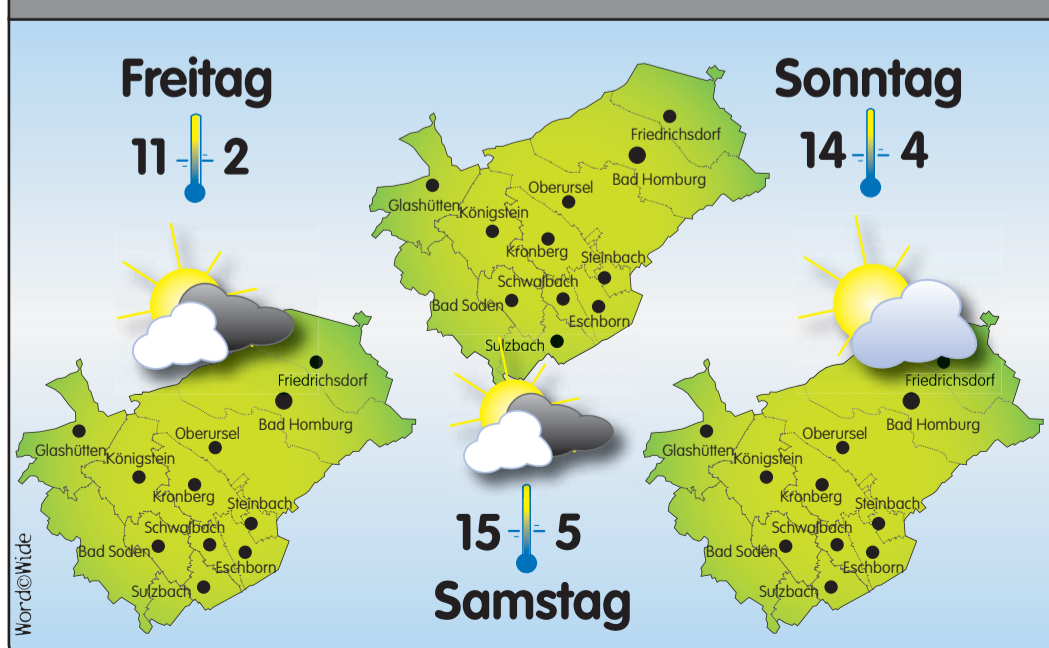 Freitag
11 2
Friedrichsdorf
Bad Homburg
Glashütten
Oberursel
Königstein
Kronberg
Steinbach
Schwalbach
Bad Soden
Eschborn
Sulzbach
Friedrichsdorf
Bad Homburg
Oberursel
Glashütten
Königstein
Kronberg
Steinbach
Schwalbach
Bad Soden
Eschborn
Sulzbach
15 5
Samstag
Sonntag
14 4
Friedrichsdorf
Bad Homburg
Oberursel
Glashütten
Königstein
Kronberg
Steinbach
Schwalbach
Bad Soden
Eschborn
Sulzbach
Word©Wide